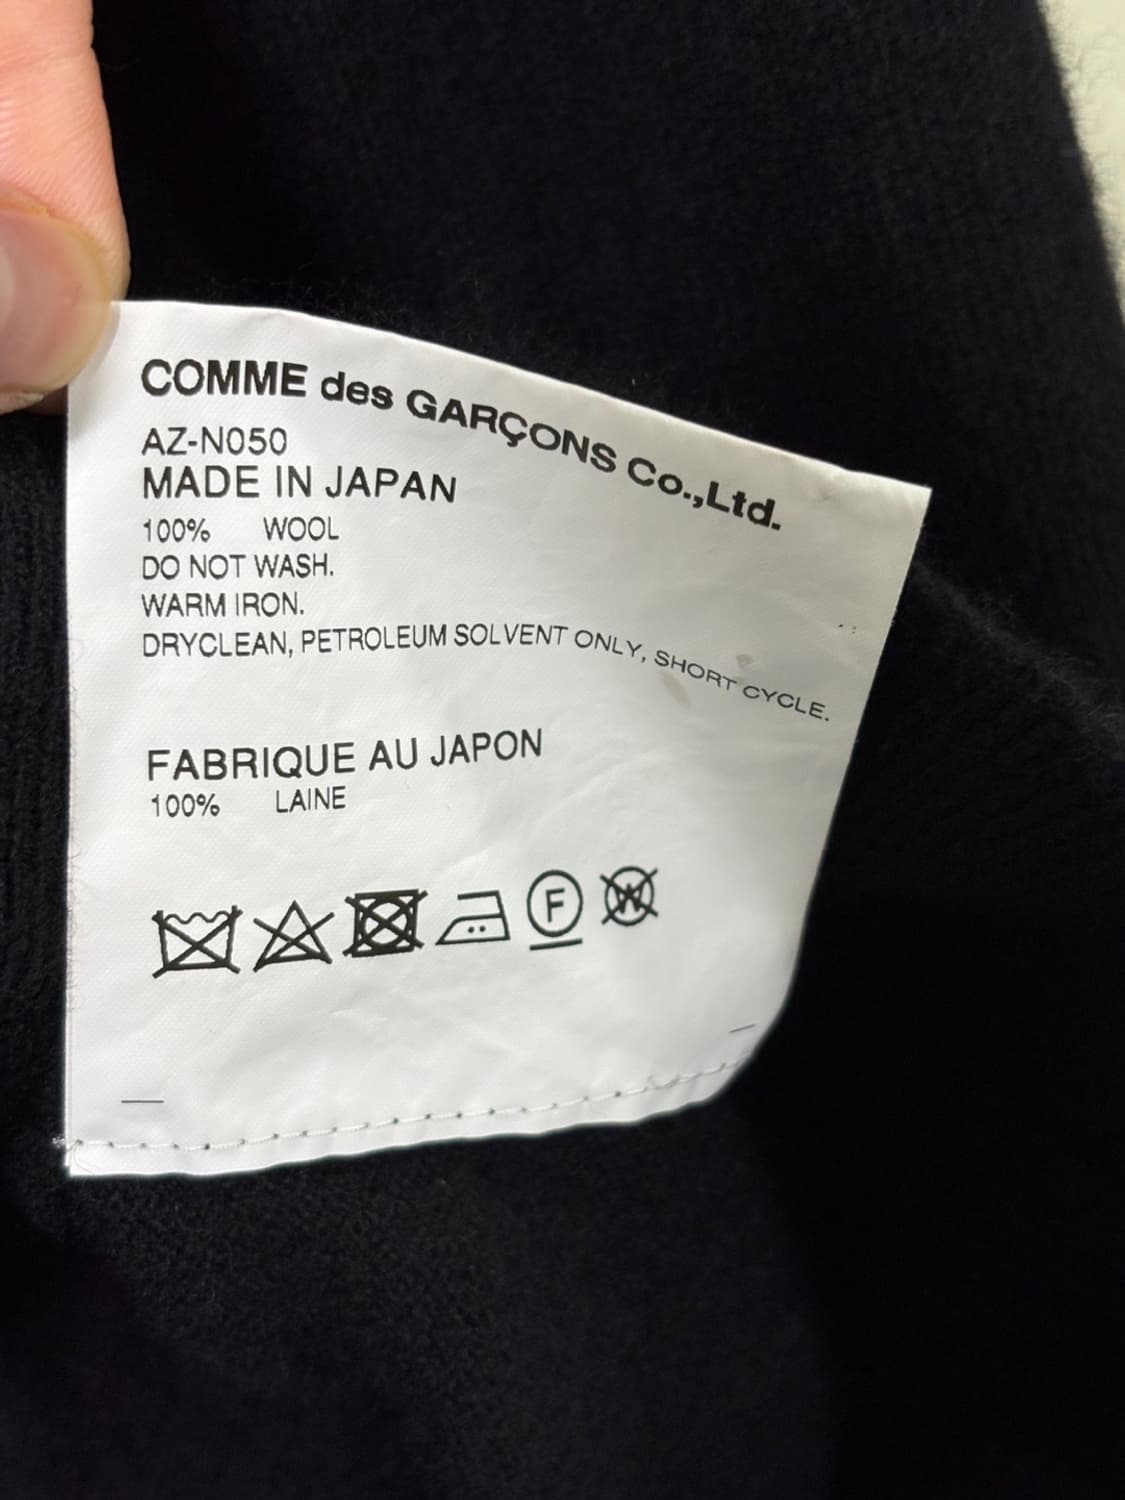 COMME des GARÇONS Co.,Ltd.
AZ-N050
MADE IN JAPAN
100% WOOL
DO NOT WASH.
WARM IRON.
DRYCLEAN, PETROLEUM SOLVENT ONLY, SHORT CYCLE.
FABRIQUE AU JAPON
100% LAINE
F W